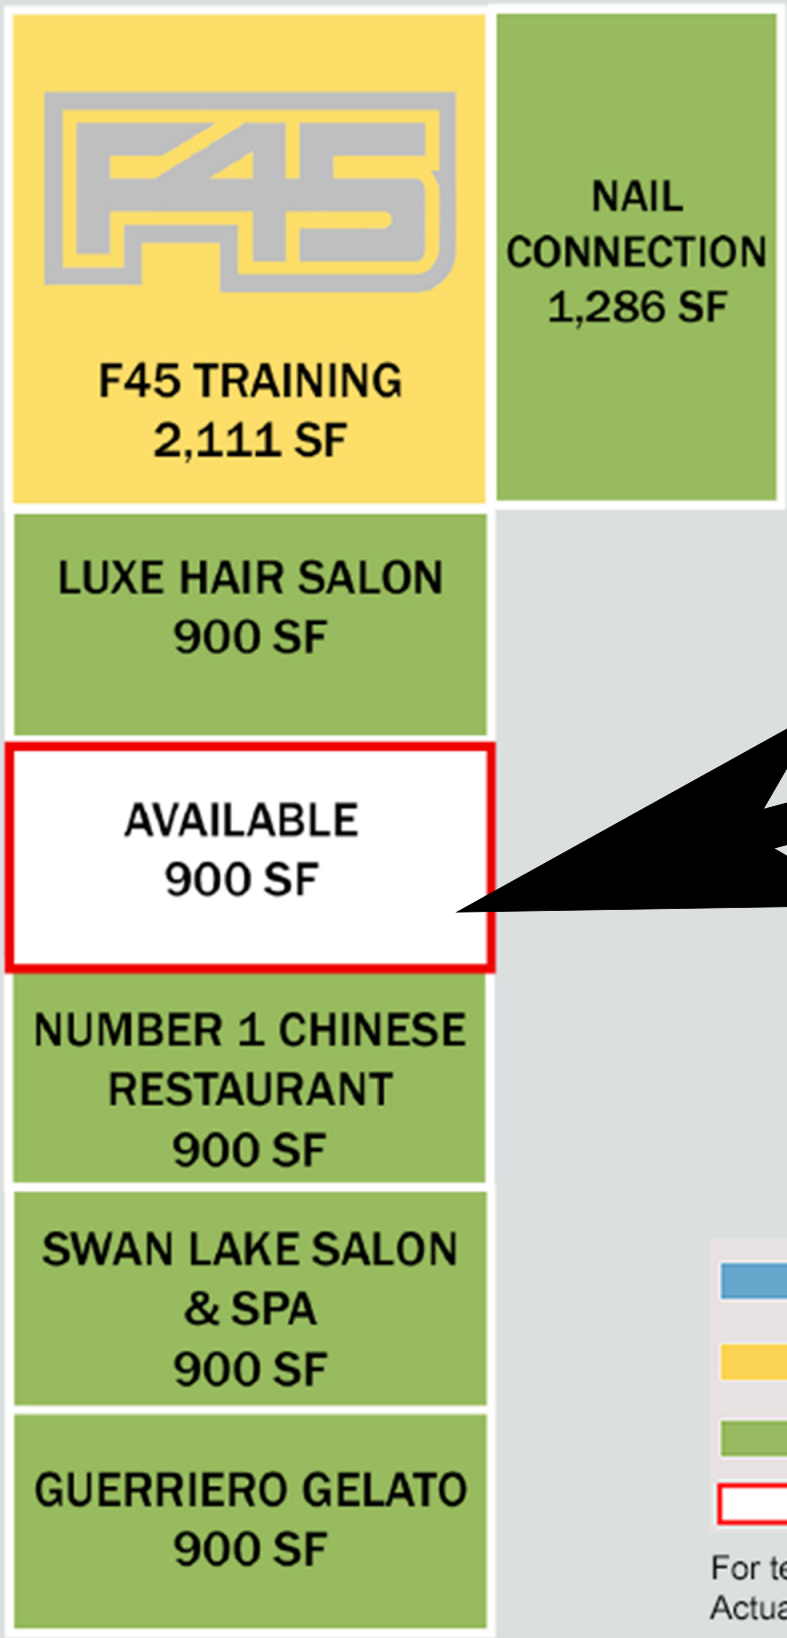 F45
F45 TRAINING
2,111 SF
NAIL
CONNECTION
1,286 SF
LUXE HAIR SALON
900 SF
AVAILABLE
900 SF
NUMBER 1 CHINESE
RESTAURANT
900 SF
SWAN LAKE SALON
& SPA
900 SF
GUERRIERO GELATO
900 SF
For